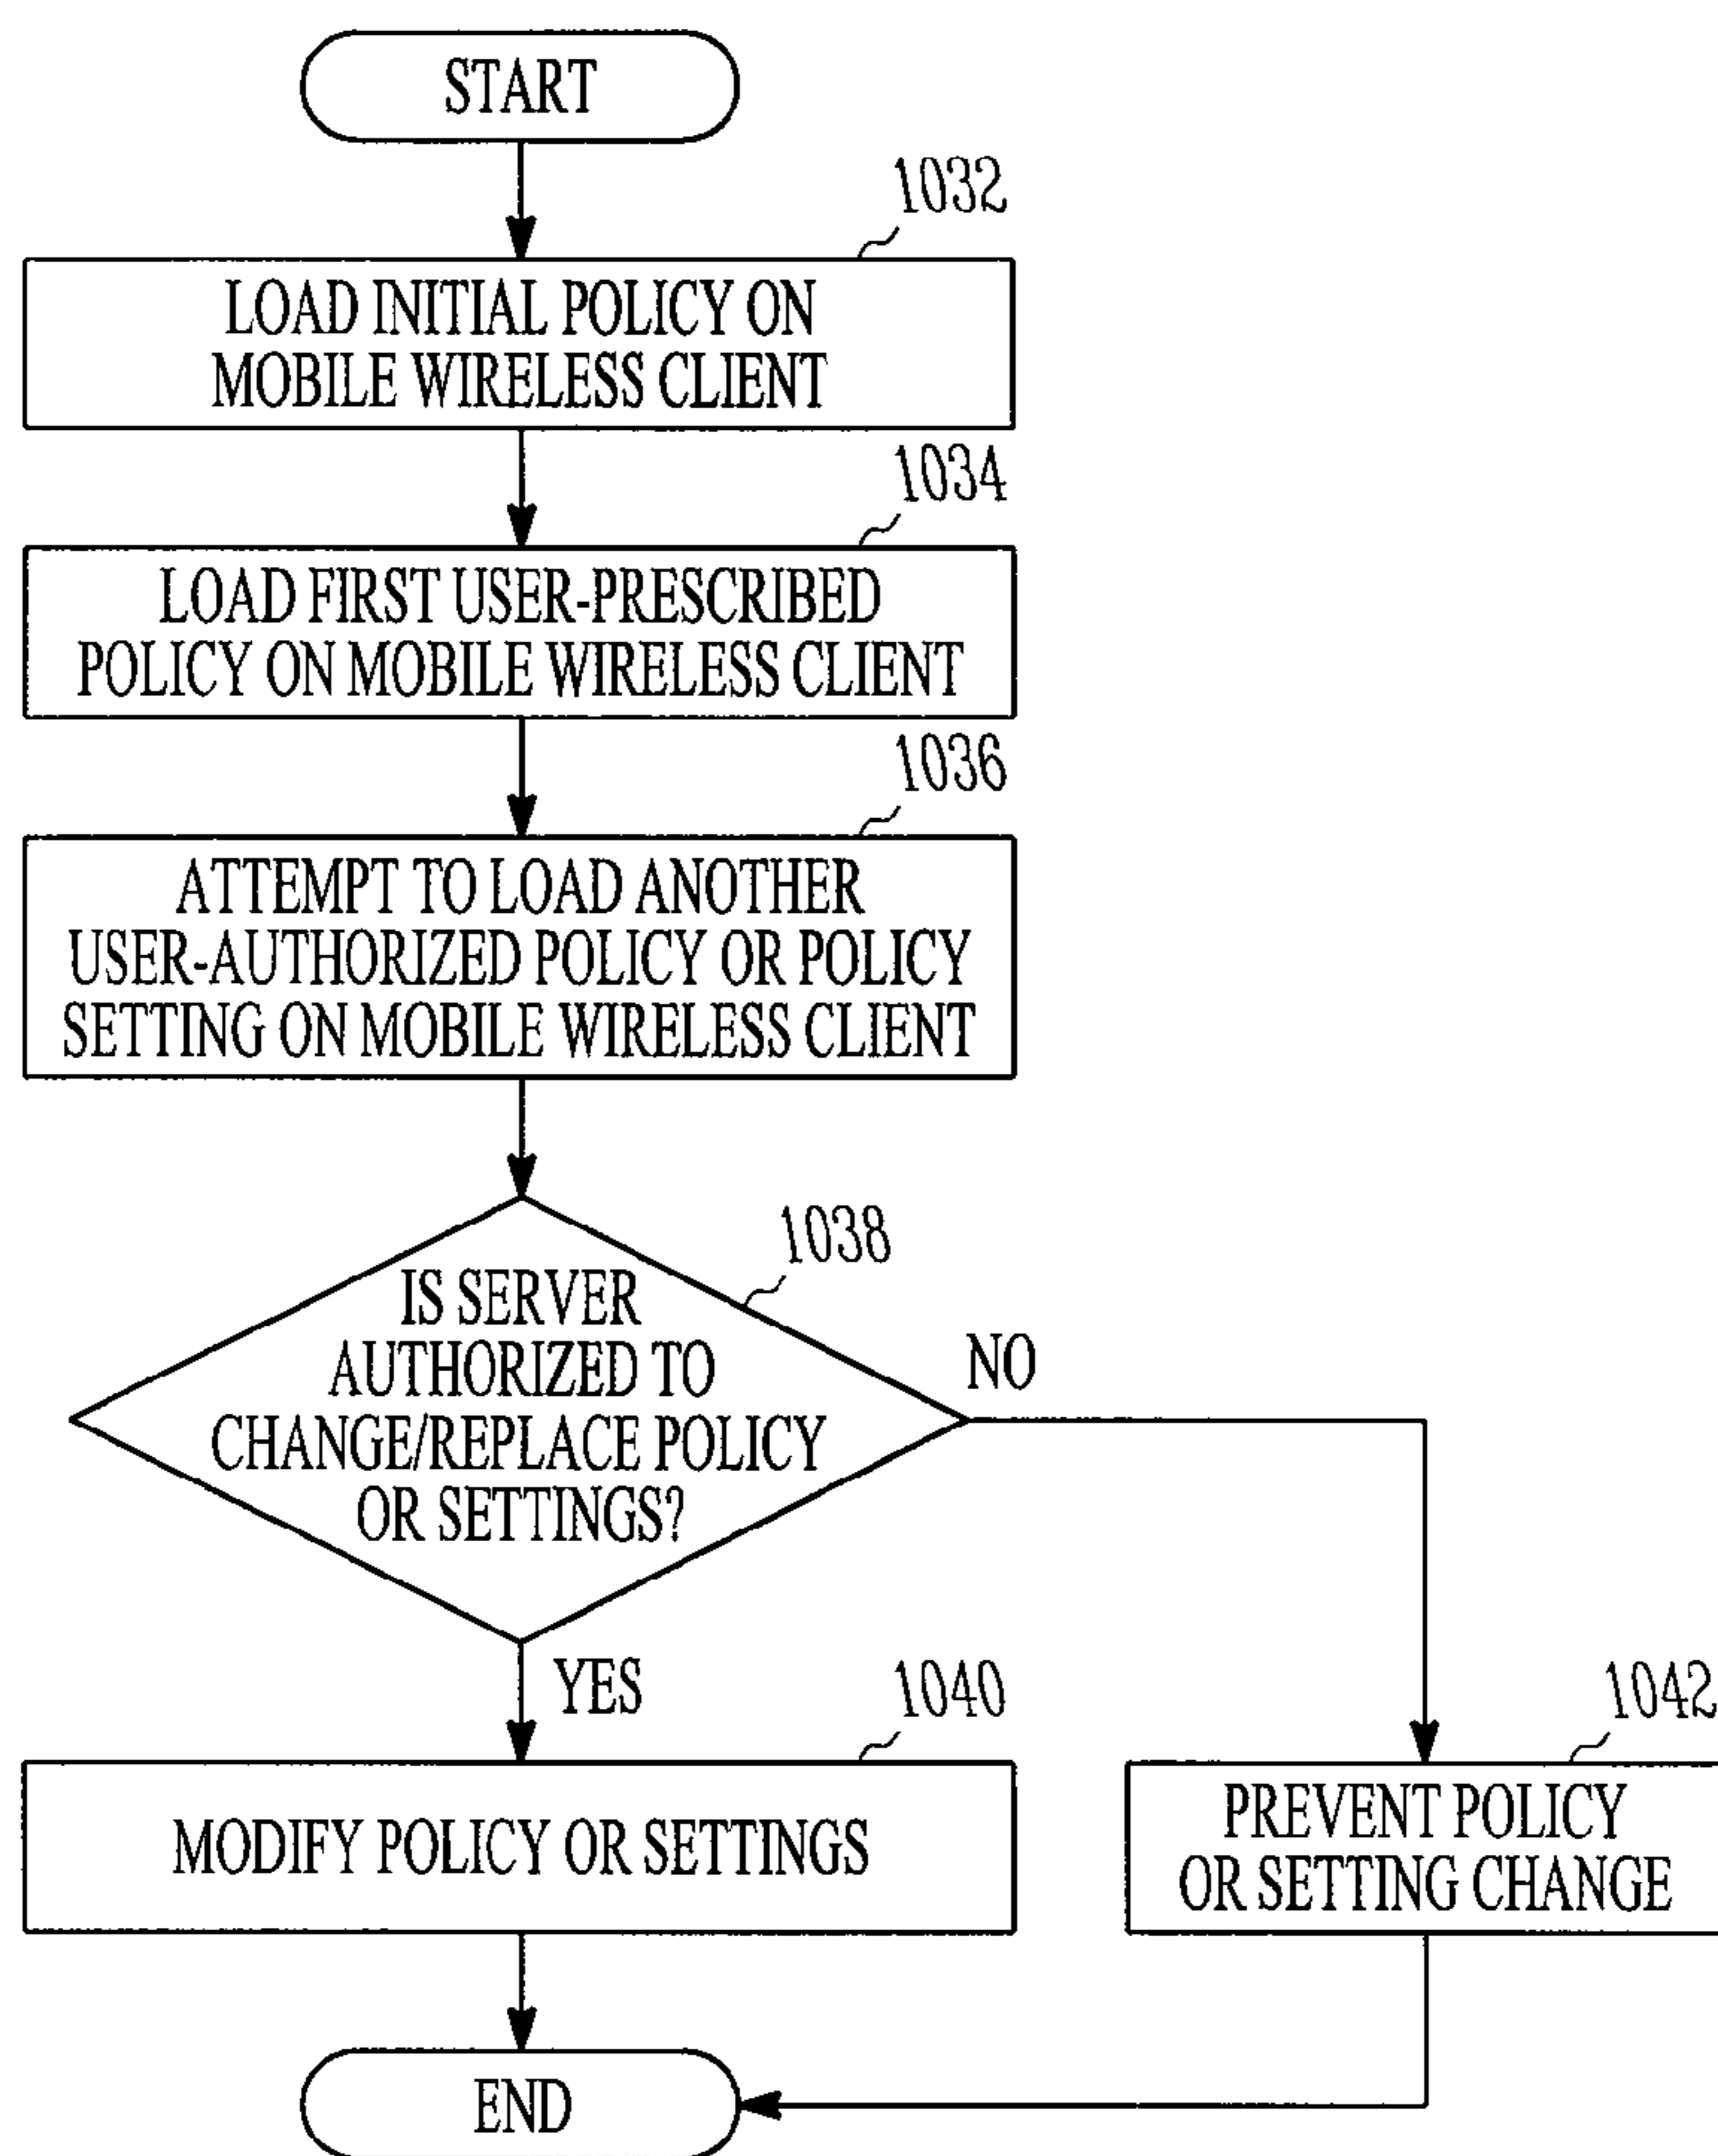 START
1032
LOAD INITIAL POLICY ON
MOBILE WIRELESS CLIENT
1034
LOAD FIRST USER-PRESCRIBED
POLICY ON MOBILE WIRELESS CLIENT
1036
ATTEMPT TO LOAD ANOTHER
USER-AUTHORIZED POLICY OR POLICY
SETTING ON MOBILE WIRELESS CLIENT
1038
IS SERVER
AUTHORIZED TO
CHANGE/REPLACE POLICY
OR SETTINGS?
NO
YES
1040
MODIFY POLICY OR SETTINGS
1042
PREVENT POLICY
OR SETTING CHANGE
END